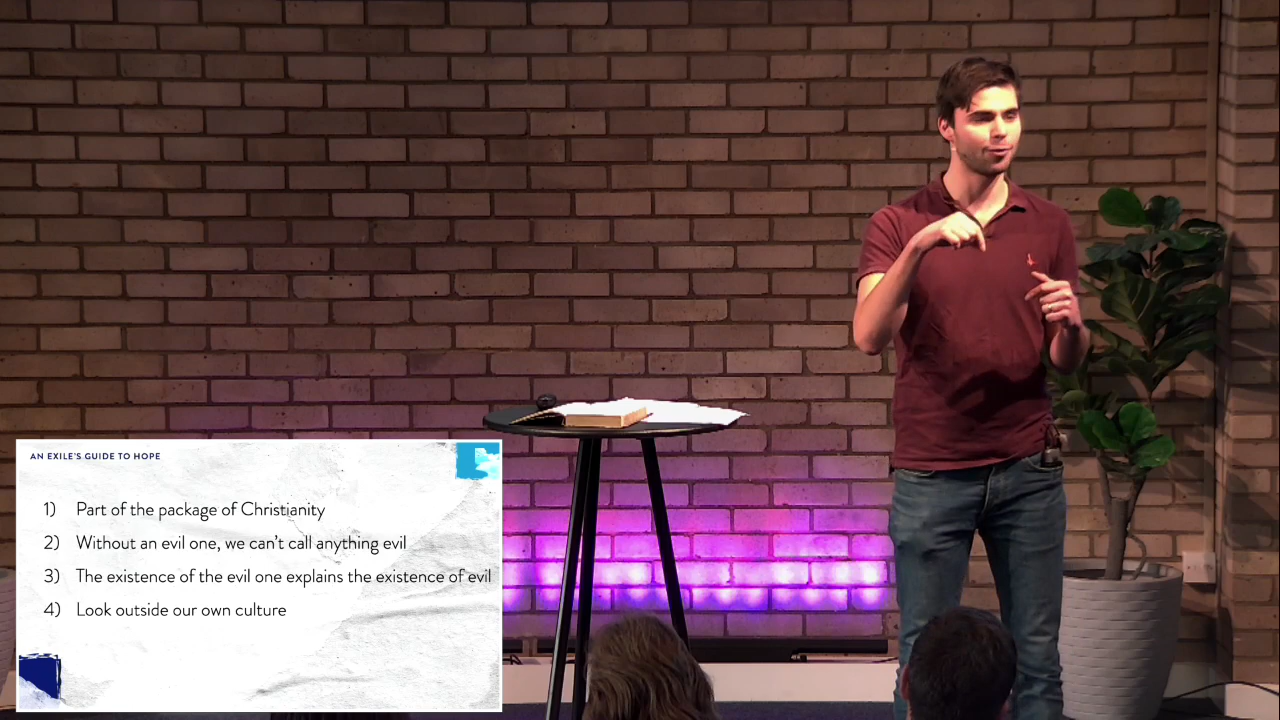 AN EXILE'S GUIDE TO HOPE
1) Part of the package of Christianity
2) Without an evil one, we can't call anything evil
3) The existence of the evil one explains the existence of evil
4) Look outside our own culture